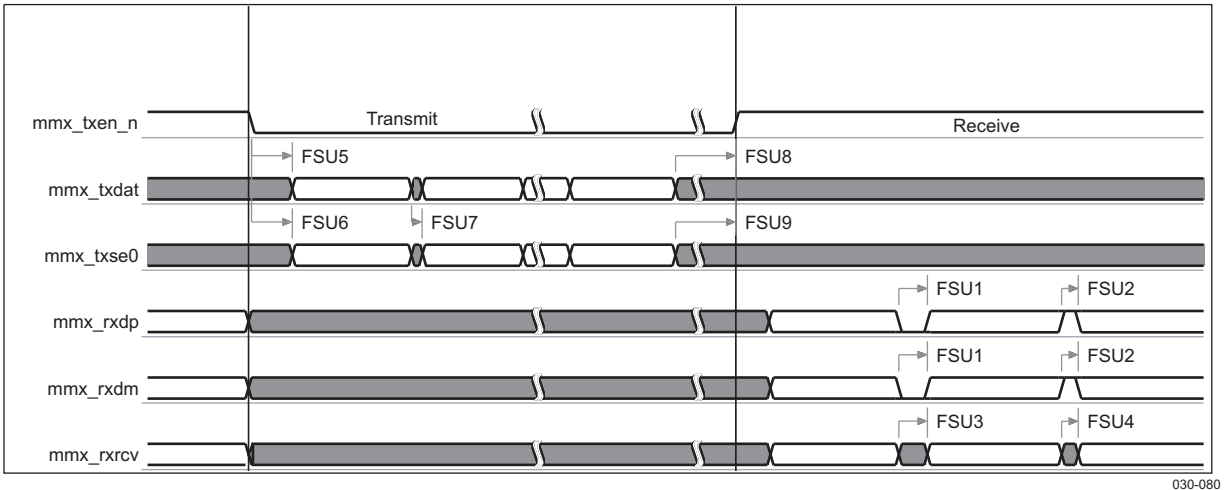 mmx_txen_n
Transmit
Receive
FSU5
FSU8
mmx_txdat
FSU6
FSU7
FSU9
mmx_txse0
FSU1
FSU2
mmx_rxdp
FSU1
FSU2
mmx_rxdm
FSU3
FSU4
mmx_rxrcv
030-080